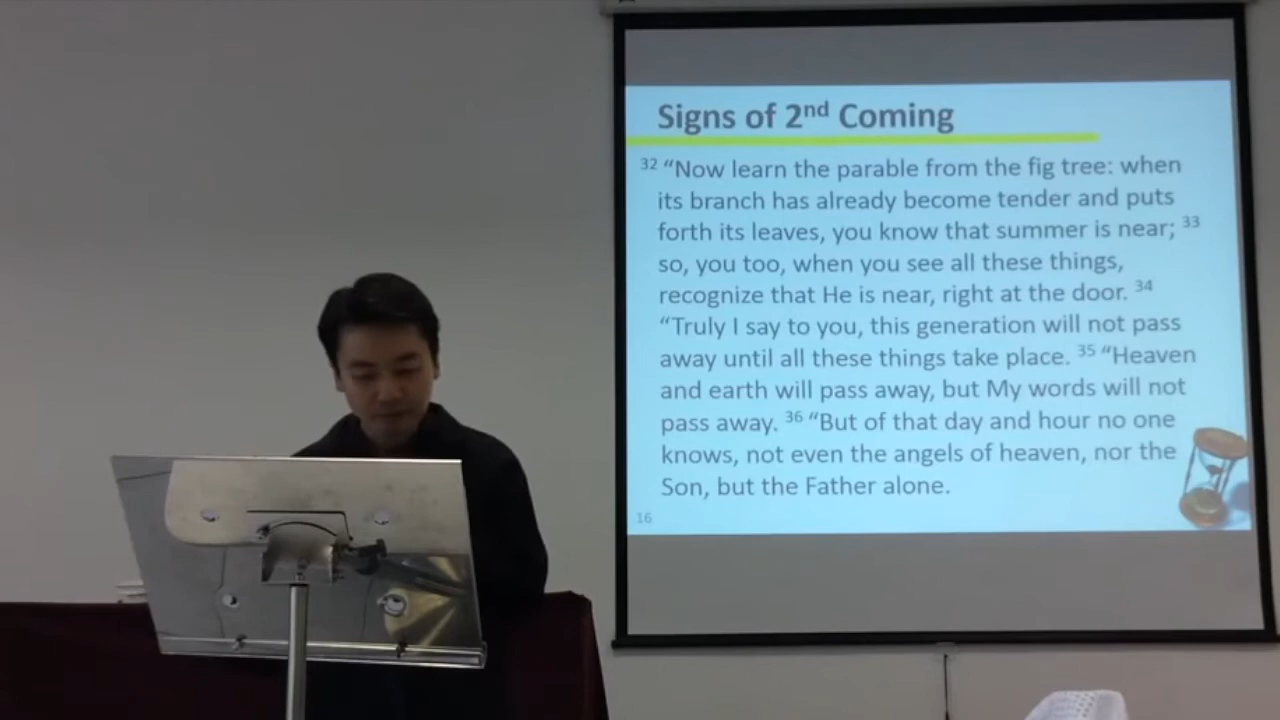 Signs of 2nd Coming
32 “Now learn the parable from the fig tree: when
its branch has already become tender and puts
forth its leaves, you know that summer is near; 33
so, you too, when you see all these things,
recognize that He is near, right at the door. 34
“Truly I say to you, this generation will not pass
away until all these things take place. 35 “Heaven
and earth will pass away, but My words will not
pass away. 36 “But of that day and hour no one
knows, not even the angels of heaven, nor the
Son, but the Father alone.
16